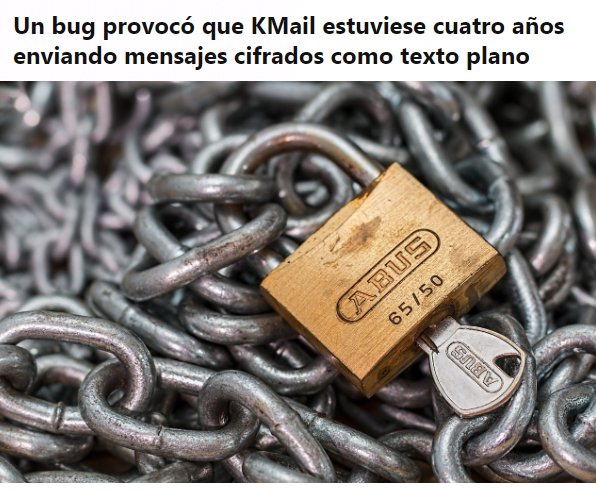 Un bug provocó que KMail estuviese cuatro años
enviando mensajes cifrados como texto plano
ABUS
65/50
ABUS